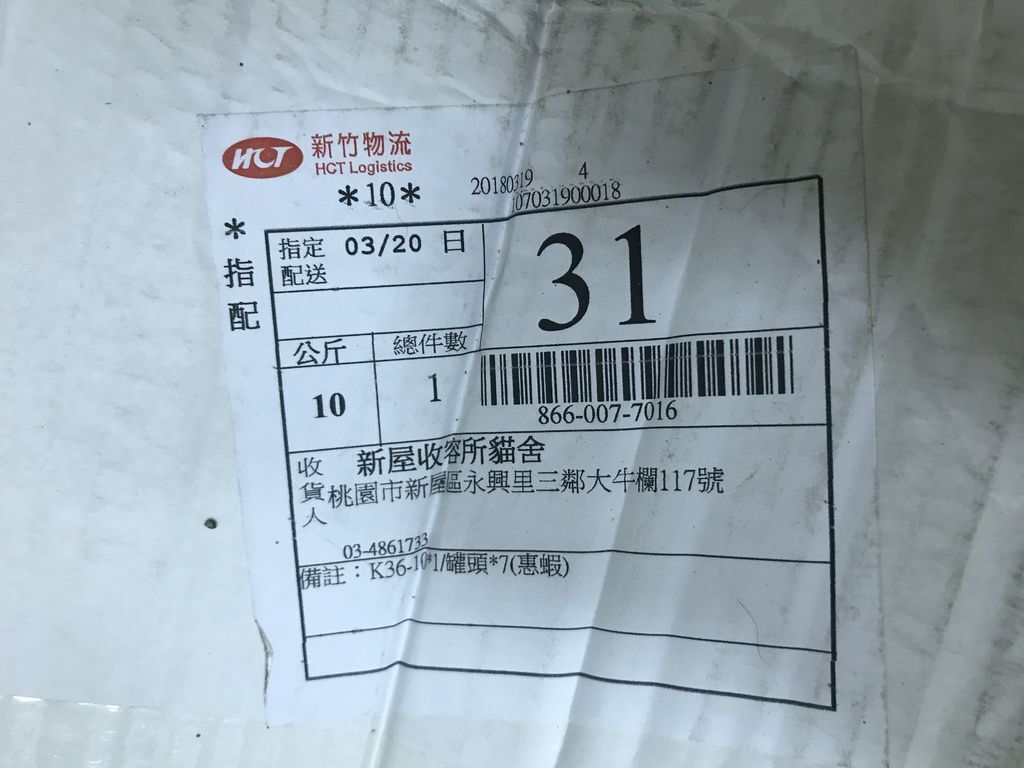 HCT 新竹物流
HCT Logistics
*10*
20180319 4
107031900018
*指配
指定配送 03/20 日
31
公斤 總件數
10 1
866-007-7016
收貨人 新屋收容所貓舍
桃園市新屋區永興里三鄰大牛欄117號
03-4861733
備註：K36-10*1/罐頭*7(惠蝦)